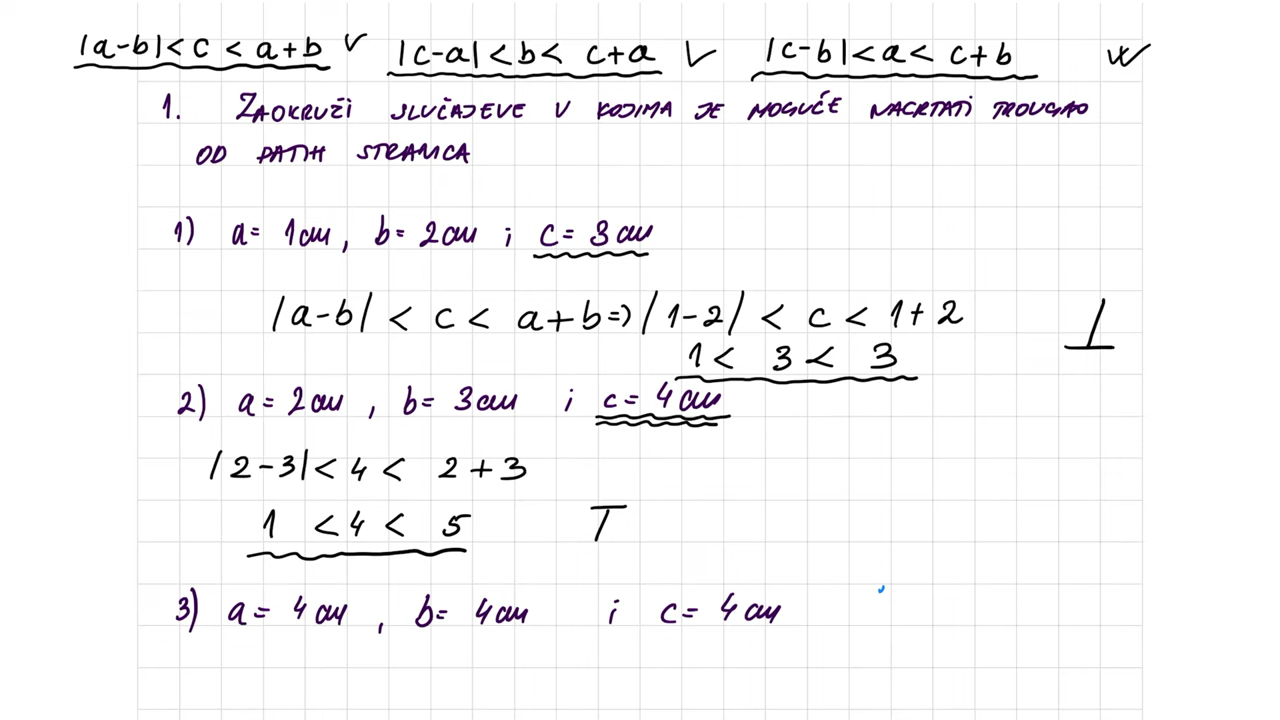 |a-b| < c < a+b ✓ |c-a| < b < c+a ✓ |c-b| < a < c+b ✓
1. ZAOKRUŽI SLUČAJEVE U KOJIMA JE MOGUĆE NACRTATI TROUGAO
OD DATIH STRANICA
1) a= 1cm, b= 2cm i c= 3cm
|a-b| < c < a+b => |1-2| < c < 1+2 ⊥
1 < 3 < 3
2) a= 2cm, b= 3cm i c= 4cm
|2-3| < 4 < 2+3
1 < 4 < 5 T
3) a= 4cm, b= 4cm i c= 4cm